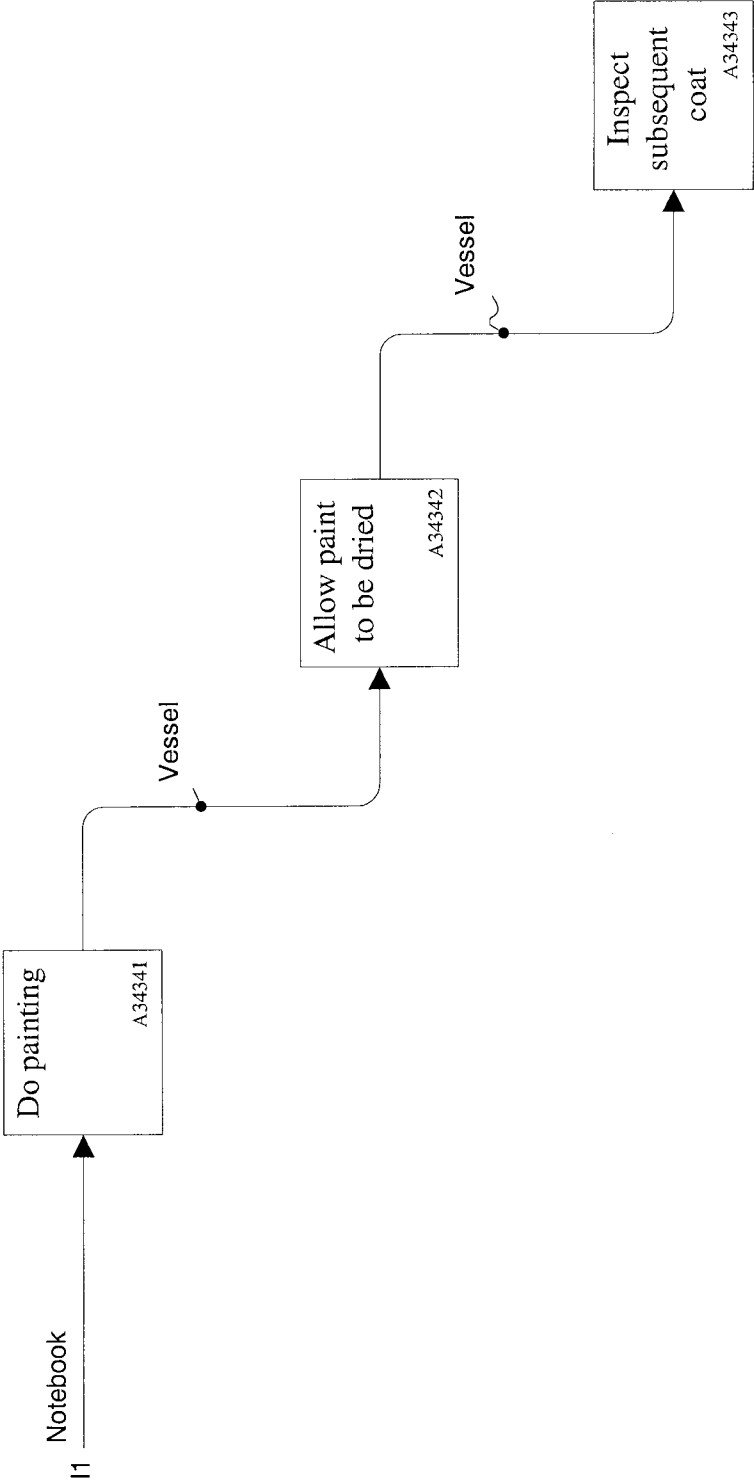 I1
Notebook
Do painting
A34341
Vessel
Allow paint
to be dried
A34342
Vessel
Inspect
subsequent
coat
A34343